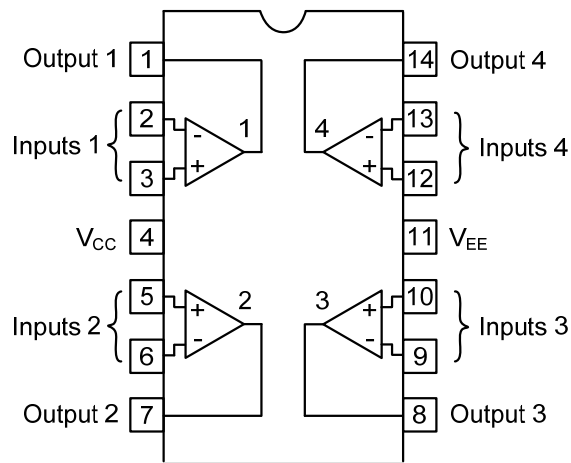 Output 1 1 14 Output 4
2 - 1 4 - 13
Inputs 1 Inputs 4
3 + + 12
VCC 4 11 VEE
5 + 2 3 + 10
Inputs 2 Inputs 3
6 - - 9
Output 2 7 8 Output 3